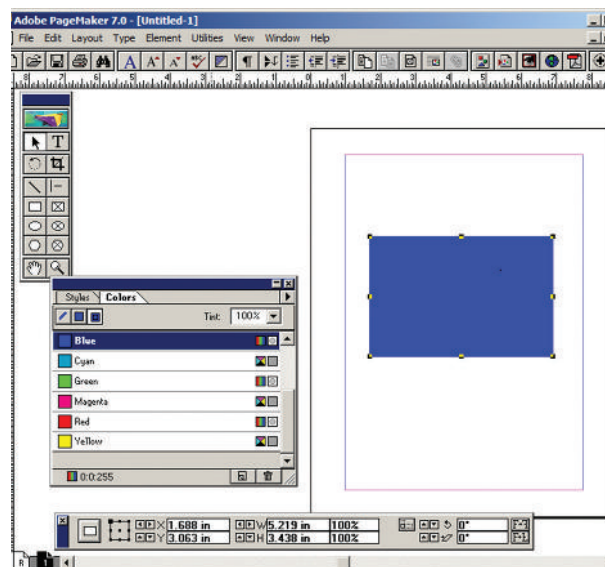 Adobe PageMaker 7.0 - [Untitled-1]
File Edit Layout Type Element Utilities View Window Help
Styles Colors
Tint: 100%
Blue
Cyan
Green
Magenta
Red
Yellow
0:0:255
X 1.688 in W 5.219 in 100% 0°
Y 3.063 in H 3.438 in 100% 0°
R 1